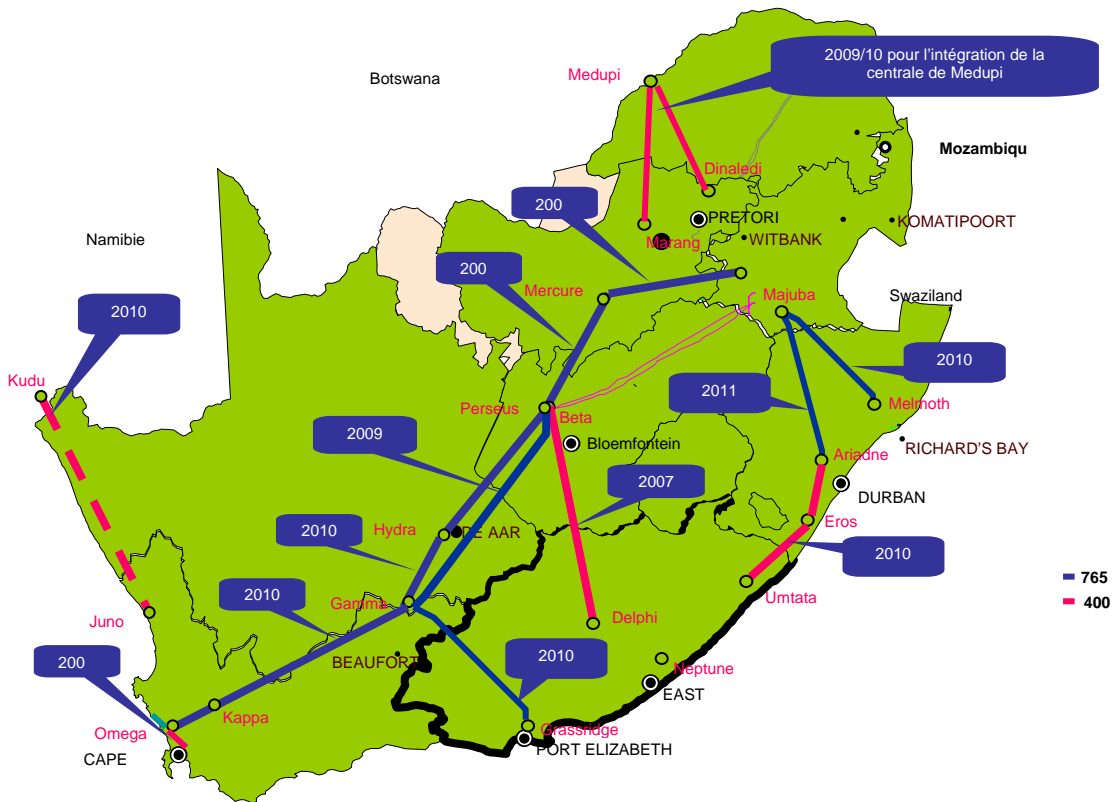 2009/10 pour l'intégration de la
centrale de Medupi
Botswana
Medupi
Mozambiqu
Dinaledi
200
PRETORI
KOMATIPOORT
Marang
WITBANK
Namibie
200
Mercure
Majuba
Swaziland
2010
Kudu
2010
Melmoth
2011
Perseus
Beta
2009
Bloemfontein
RICHARD'S BAY
Ariadne
2007
DURBAN
Hydra
DE AAR
2010
Eros
2010
765
400
2010
Gamma
Umtata
Juno
Delphi
200
BEAUFORT
2010
Neptune
EAST
Kappa
Omega
Grassridge
PORT ELIZABETH
CAPE